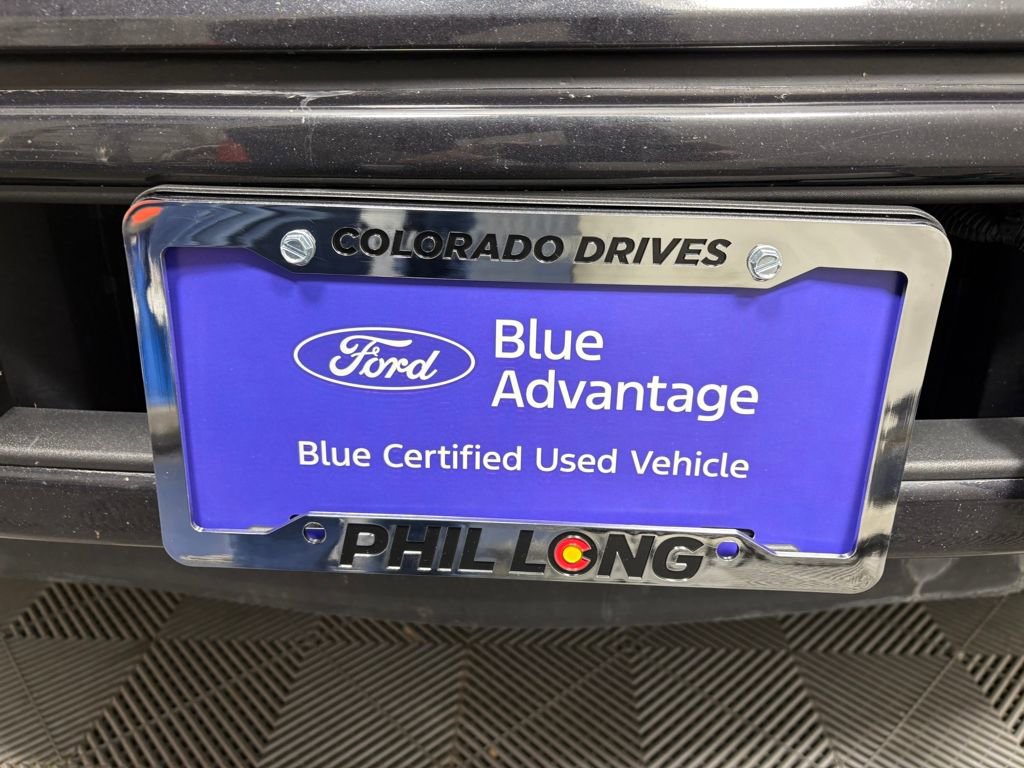 COLORADO DRIVES
Ford
Blue
Advantage
Blue Certified Used Vehicle
PHIL LONG